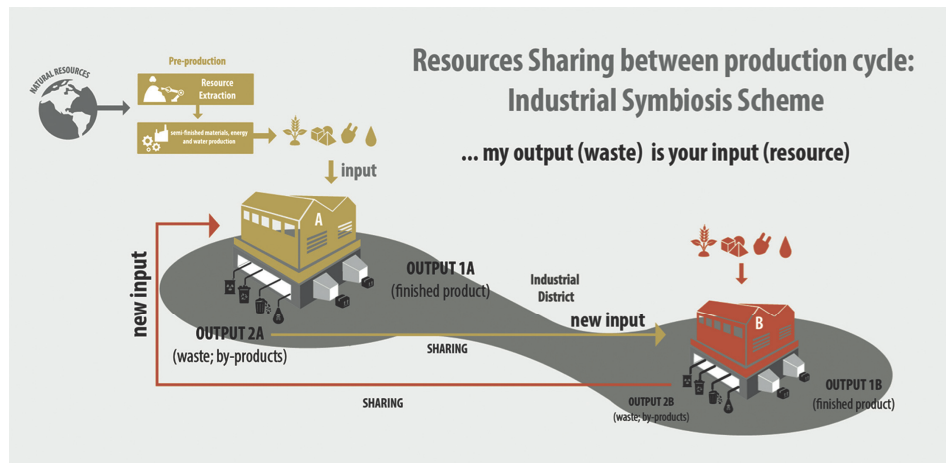 Resources Sharing between production cycle:
Industrial Symbiosis Scheme
... my output (waste) is your input (resource)
NATURAL RESOURCES
Pre-production
Resource
Extraction
semi-finished materials, energy
and water production
input
A
new input
OUTPUT 1A
(finished product)
Industrial
District
OUTPUT 2A
(waste; by-products)
new input
SHARING
B
OUTPUT 1B
(finished product)
OUTPUT 2B
(waste; by-products)
SHARING